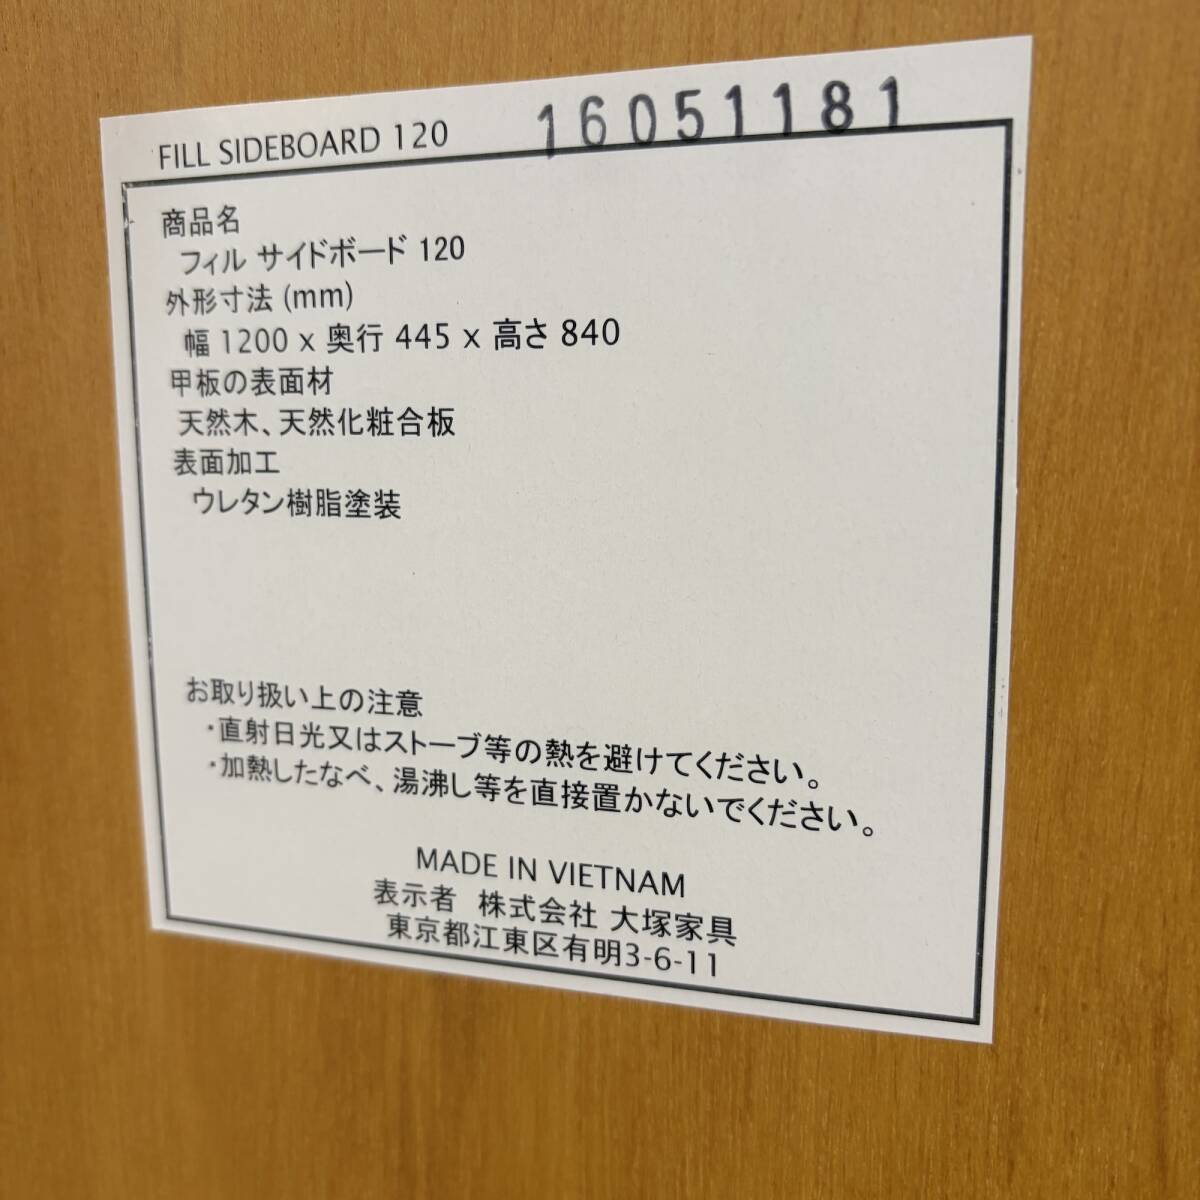 FILL SIDEBOARD 120 16051181
商品名
フィル サイドボード 120
外形寸法 (mm)
幅 1200 x 奥行 445 x 高さ 840
甲板の表面材
天然木、天然化粧合板
表面加工
ウレタン樹脂塗装
お取り扱い上の注意
・直射日光又はストーブ等の熱を避けてください。
・加熱したなべ、湯沸し等を直接置かないでください。
MADE IN VIETNAM
表示者 株式会社 大塚家具
東京都江東区有明3-6-11